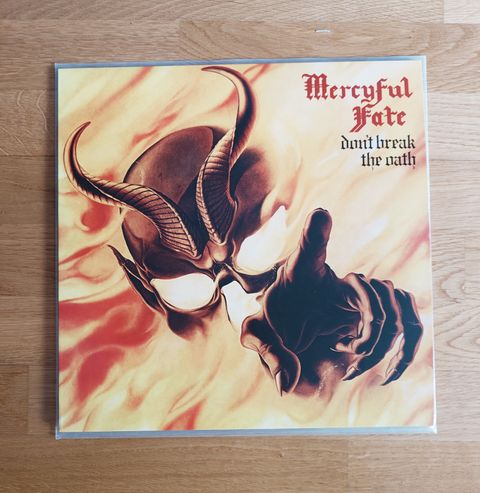 Mercyful
Fate
don't break
the oath